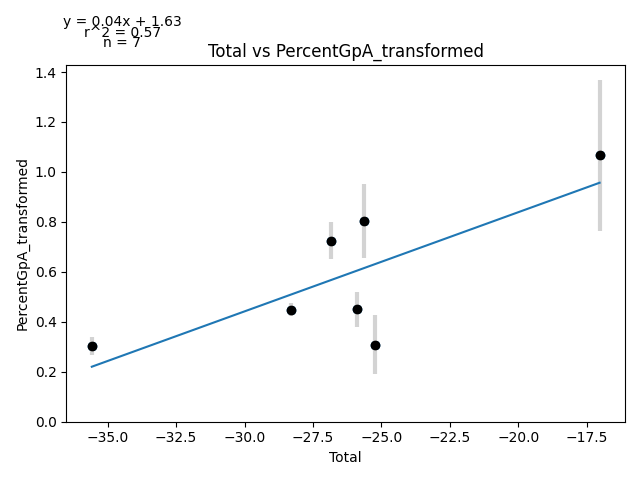 y = 0.04x + 1.63
r^2 = 0.57
n = 7
Total vs PercentGpA_transformed
PercentGpA_transformed
1.4
1.2
1.0
0.8
0.6
0.4
0.2
0.0
−35.0 −32.5 −30.0 −27.5 −25.0 −22.5 −20.0 −17.5
Total